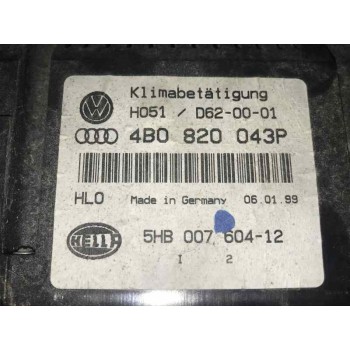 Klimabetätigung
H051 / D62-00-01
4B0 820 043P
HLO Made in Germany 06.01.99
HELLA
5HB 007 604-12
1 2